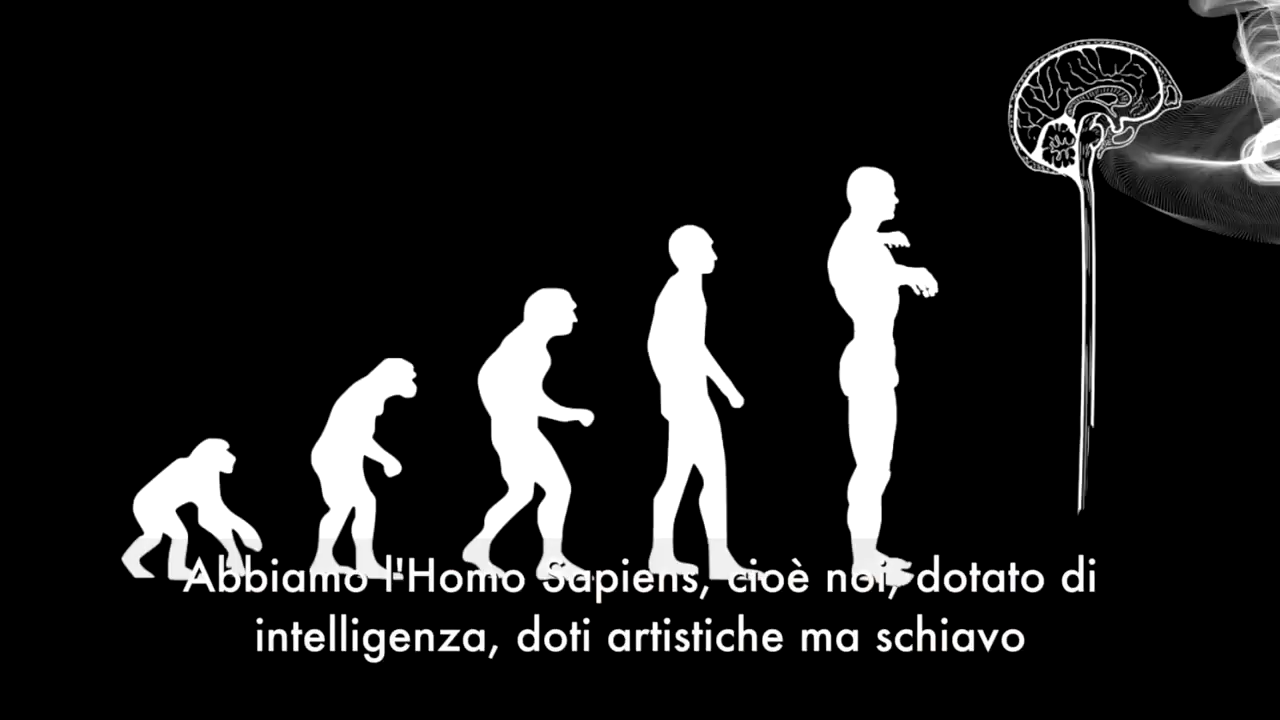 Abbiamo l'Homo Sapiens, cioè noi, dotato di
intelligenza, doti artistiche ma schiavo